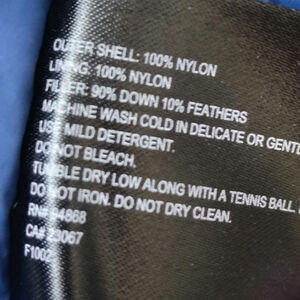 OUTER SHELL: 100% NYLON
LINING: 100% NYLON
FILLER: 90% DOWN 10% FEATHERS
MACHINE WASH COLD IN DELICATE OR GENTL
USE MILD DETERGENT.
DO NOT BLEACH.
TUMBLE DRY LOW ALONG WITH A TENNIS BALL.
DO NOT IRON. DO NOT DRY CLEAN.
RN# 94868
CA# 23067
F1002